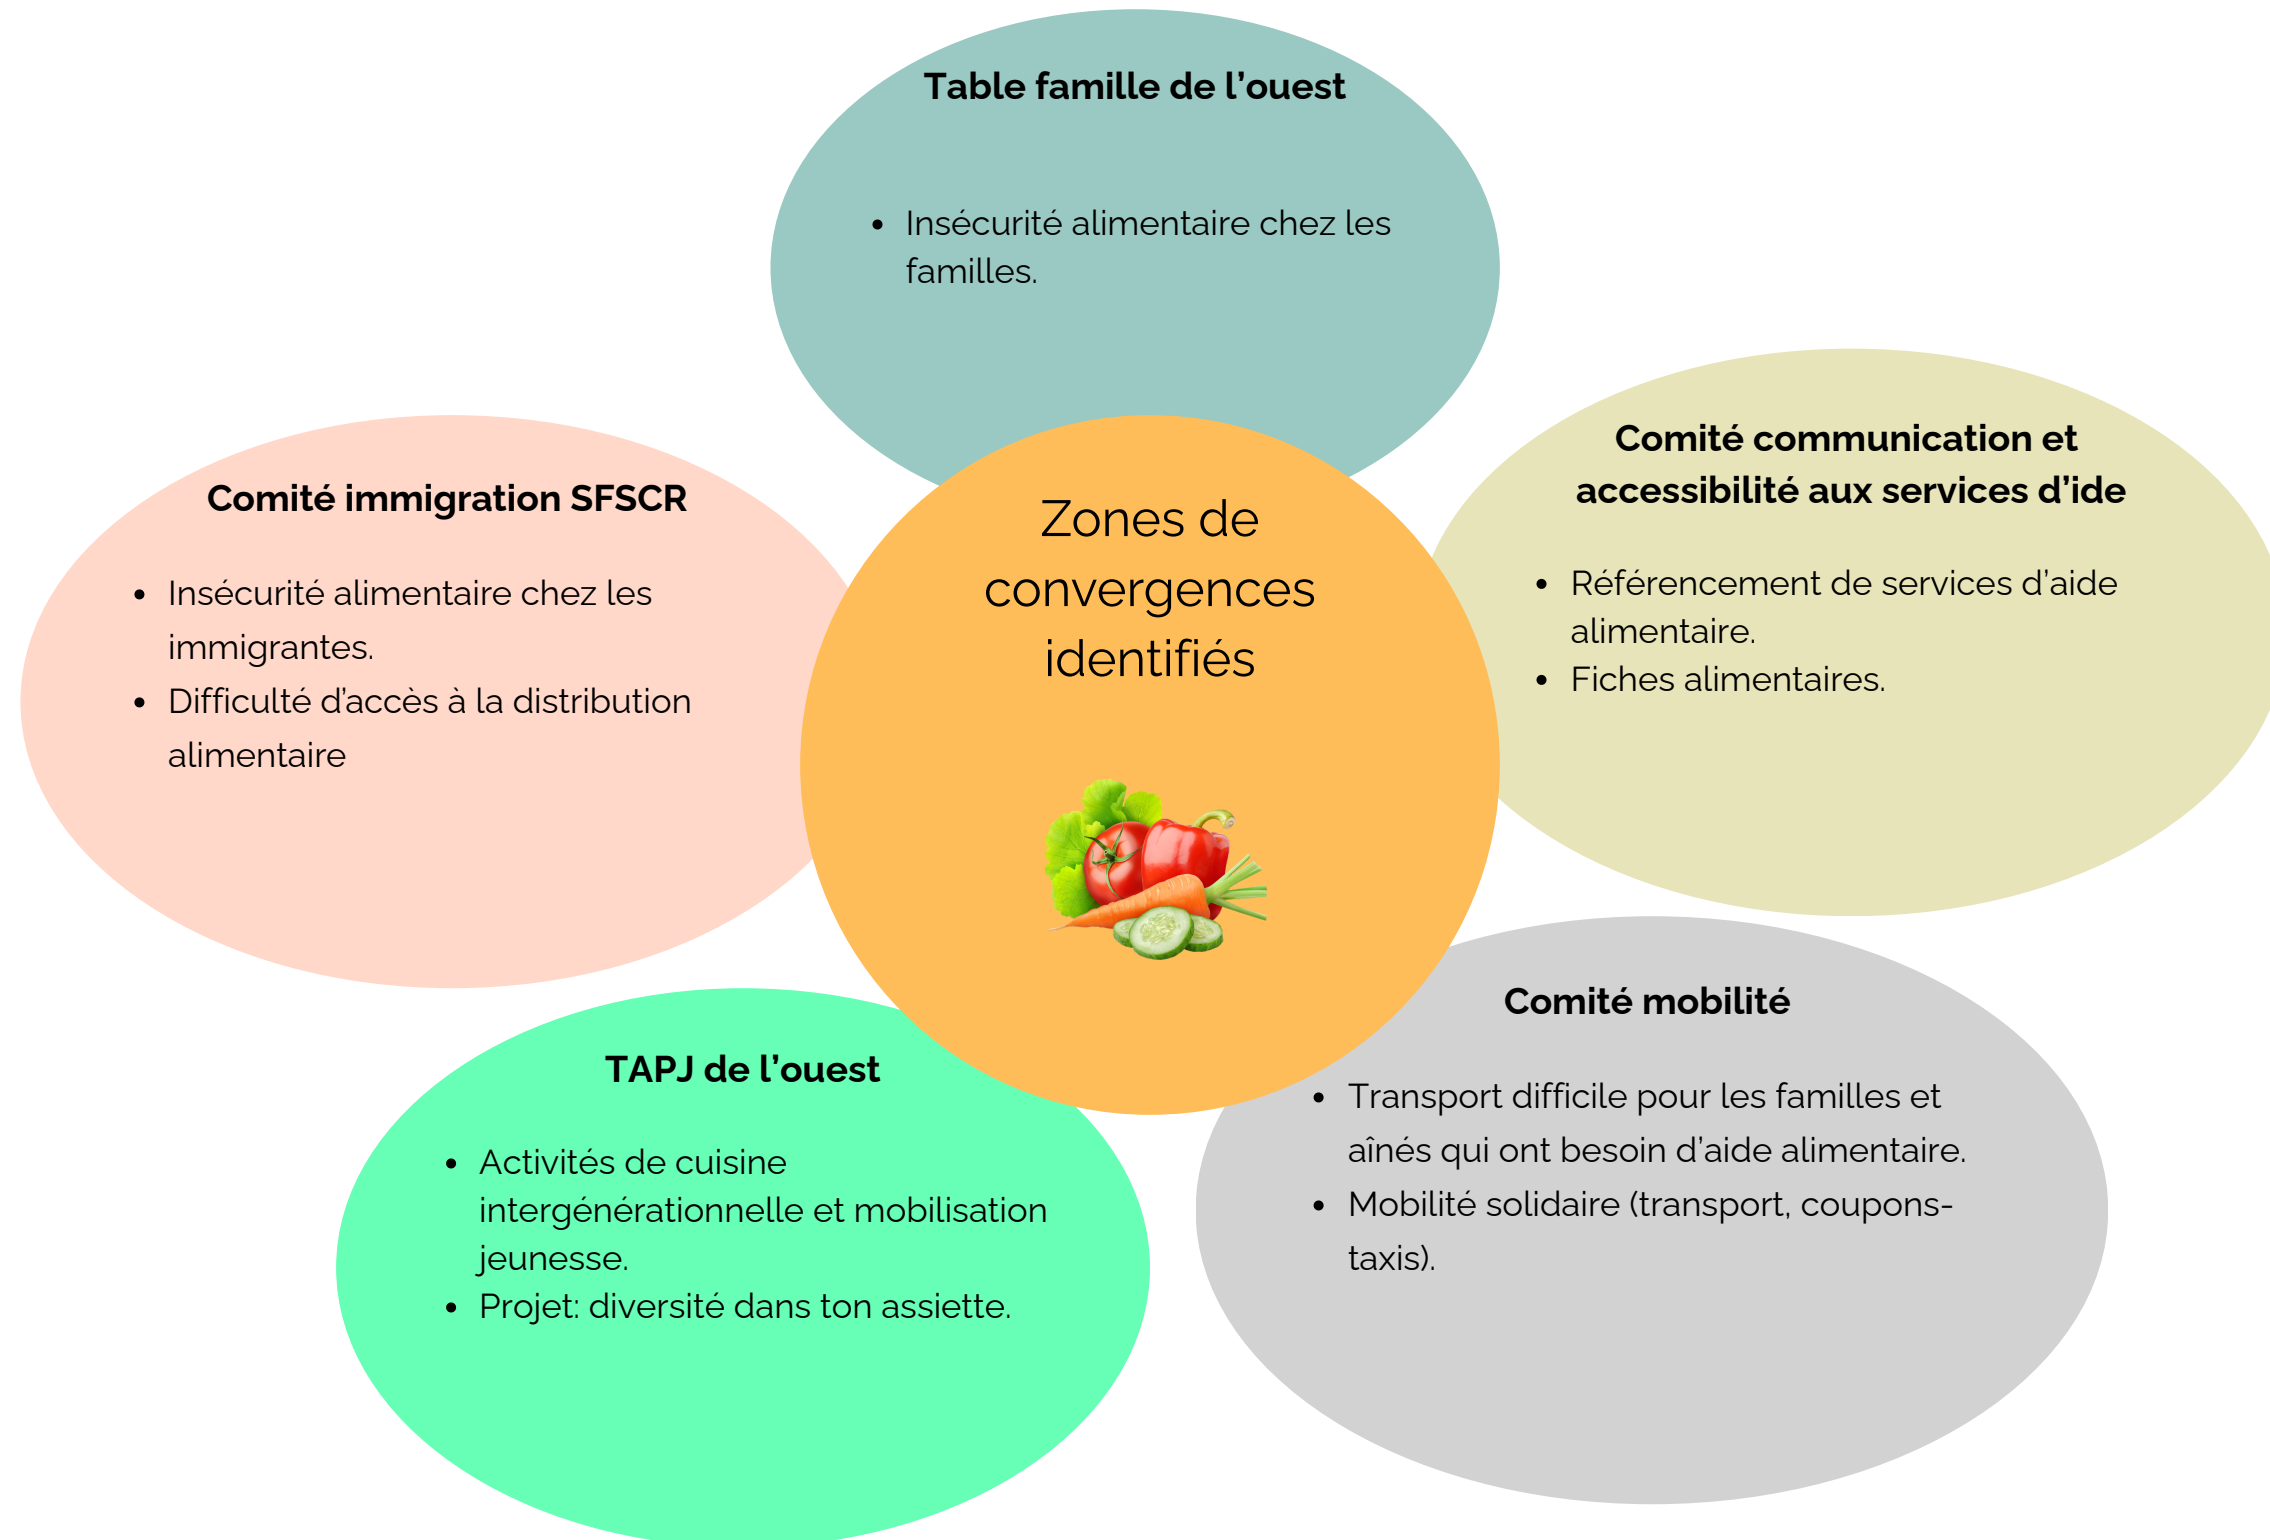 Table famille de l'ouest
• Insécurité alimentaire chez les
familles.
Comité immigration SFSCR
• Insécurité alimentaire chez les
immigrantes.
• Difficulté d'accès à la distribution
alimentaire
Zones de
convergences
identifiés
Comité communication et
accessibilité aux services d'ide
• Référencement de services d'aide
alimentaire.
• Fiches alimentaires.
TAPJ de l'ouest
• Activités de cuisine
intergénérationnelle et mobilisation
jeunesse.
• Projet: diversité dans ton assiette.
Comité mobilité
• Transport difficile pour les familles et
aînés qui ont besoin d'aide alimentaire.
• Mobilité solidaire (transport, coupons-
taxis).